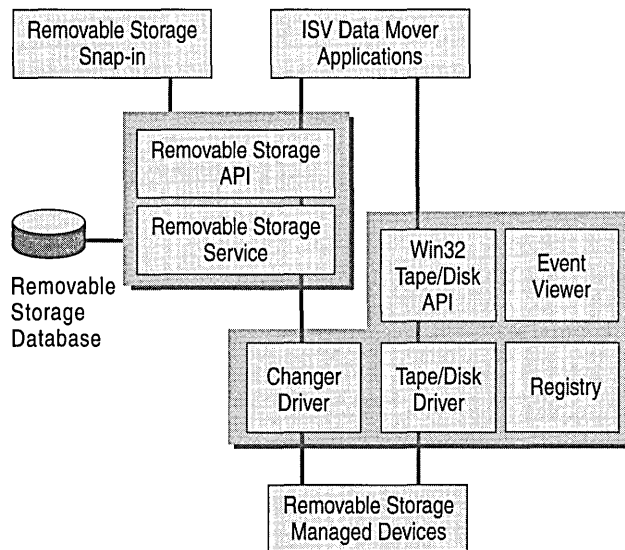 Removable Storage
Snap-in
ISV Data Mover
Applications
Removable Storage
API
Removable Storage
Service
Removable
Storage
Database
Win32
Tape/Disk
API
Event
Viewer
Changer
Driver
Tape/Disk
Driver
Registry
Removable Storage
Managed Devices